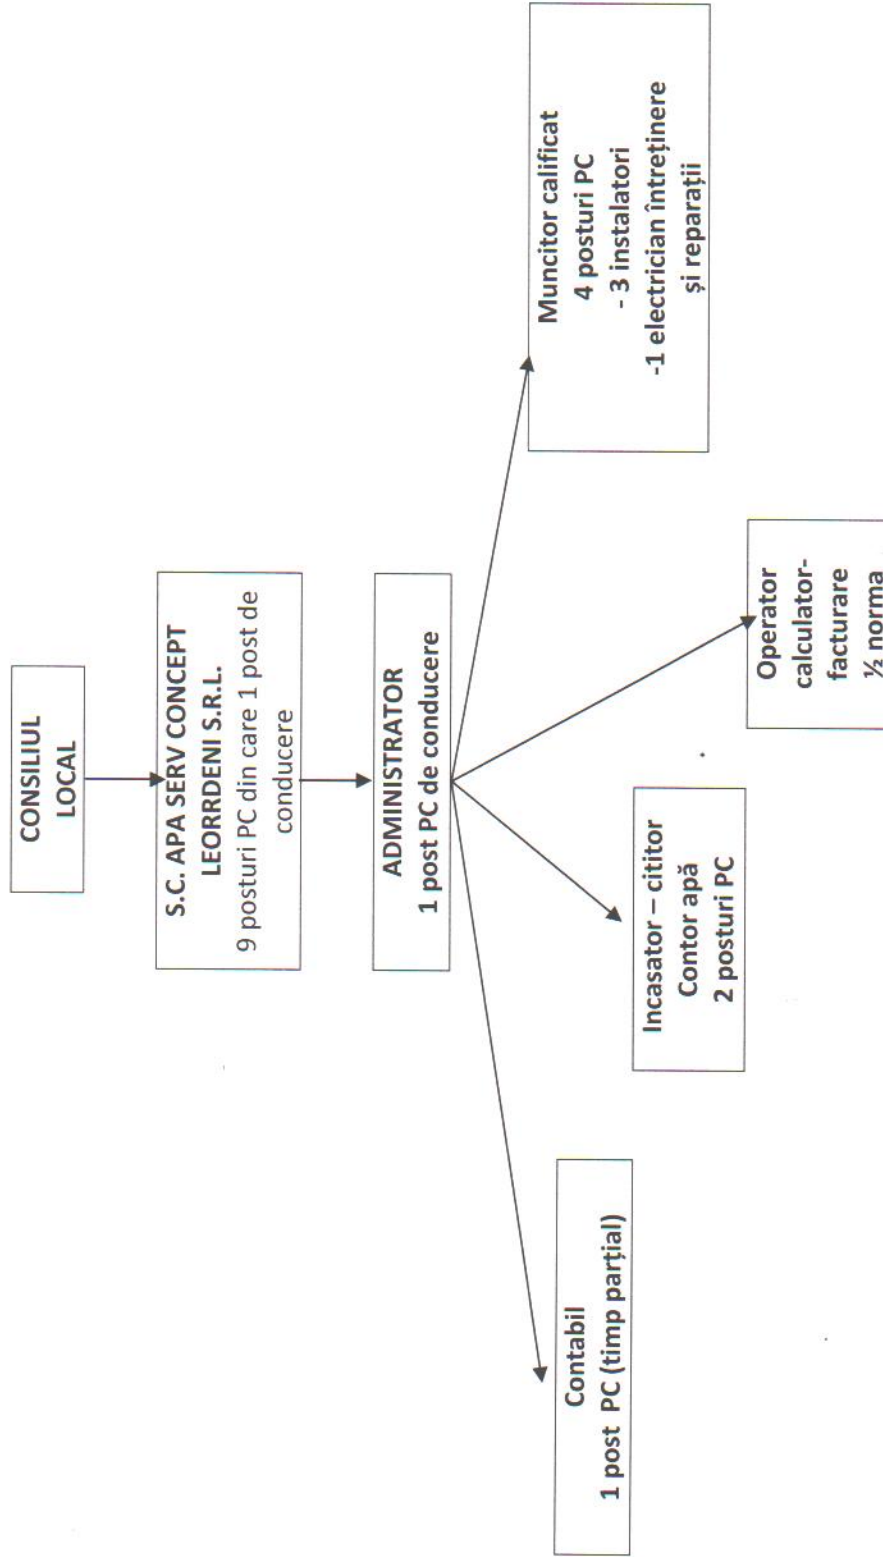 CONSILIUL
LOCAL
S.C. APA SERV CONCEPT
LEORRDENI S.R.L.
9 posturi PC din care 1 post de
conducere
ADMINISTRATOR
1 post PC de conducere
Contabil
1 post PC (timp parțial)
Incasator – cititor
Contor apă
2 posturi PC
Operator
calculator-
facturare
½ norma
Muncitor calificat
4 posturi PC
- 3 instalatori
-1 electrician întreținere
și reparații